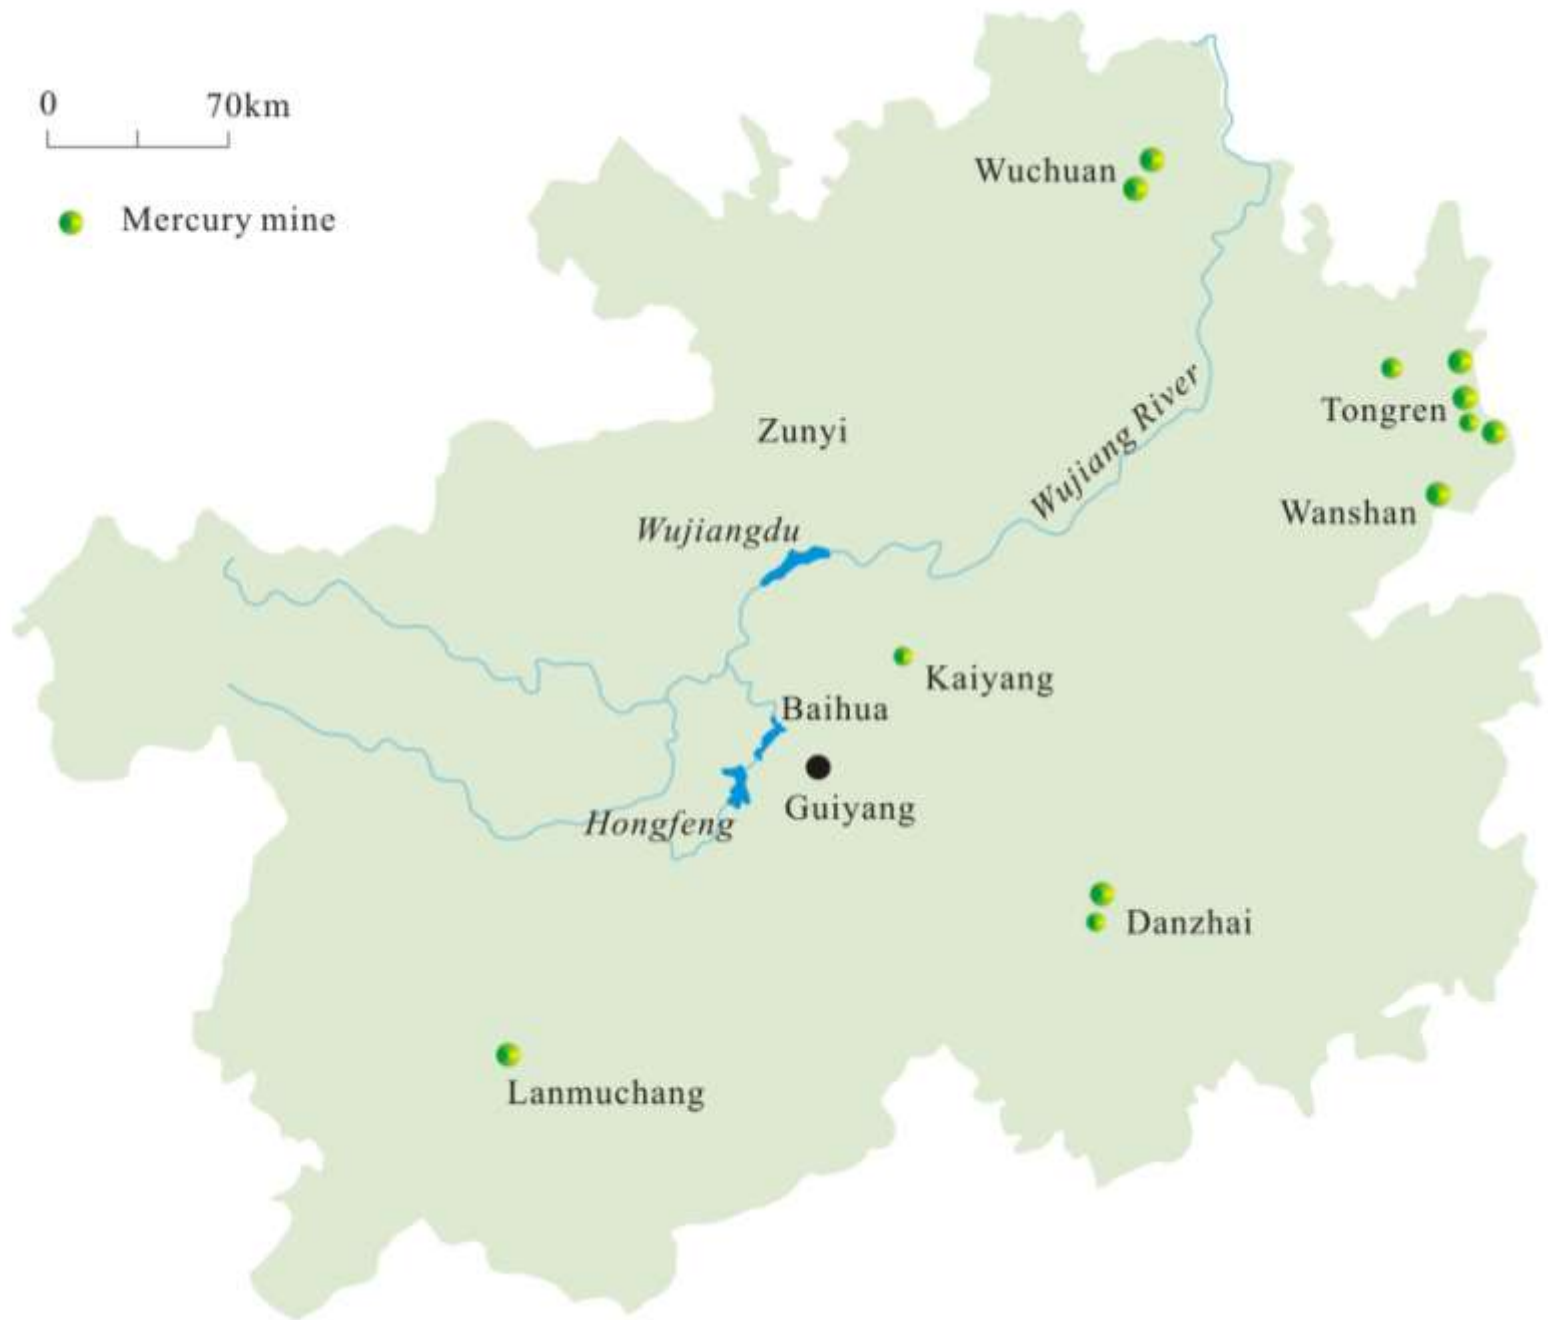 0 70km
Mercury mine
Wuchuan
Tongren
Zunyi
Wujiang River
Wanshan
Wujiangdu
Kaiyang
Baihua
Guiyang
Hongfeng
Danzhai
Lanmuchang